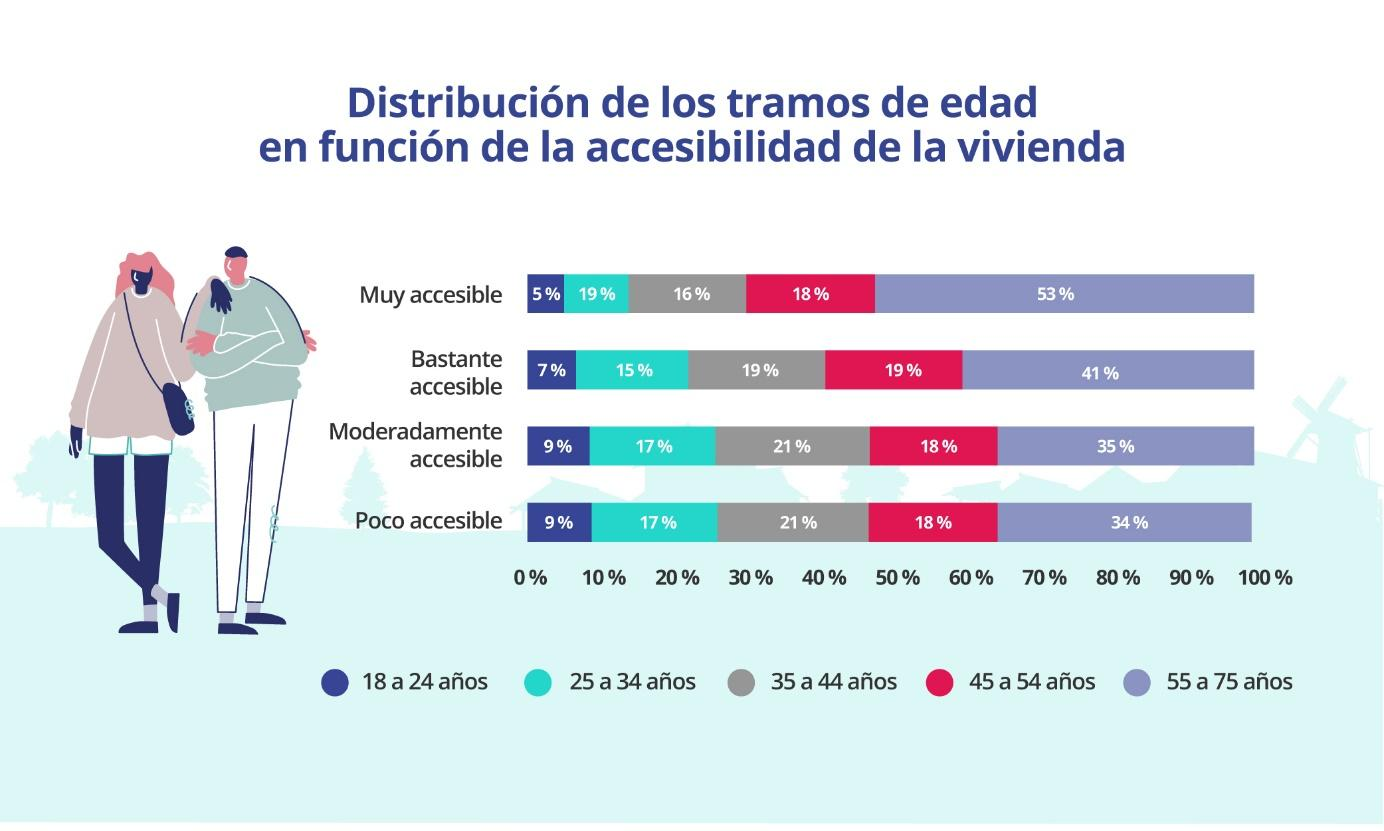 Distribución de los tramos de edad
en función de la accesibilidad de la vivienda
Muy accesible
5 % 19 % 16 % 18 % 53 %
Bastante
accesible
7 % 15 % 19 % 19 % 41 %
Moderadamente
accesible
9 % 17 % 21 % 18 % 35 %
Poco accesible
9 % 17 % 21 % 18 % 34 %
0 % 10 % 20 % 30 % 40 % 50 % 60 % 70 % 80 % 90 % 100 %
18 a 24 años 25 a 34 años 35 a 44 años 45 a 54 años 55 a 75 años